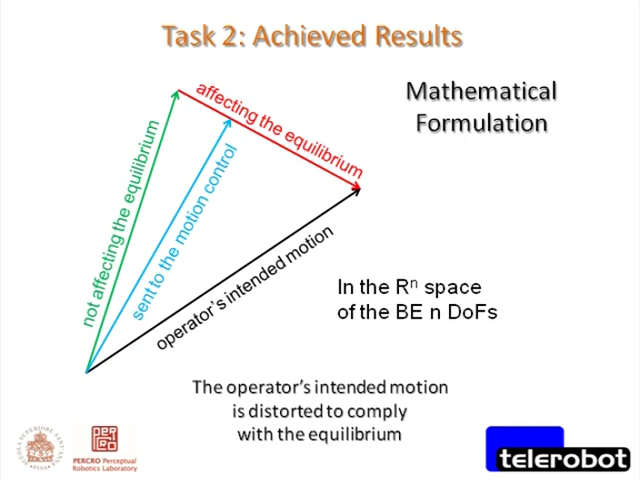 Task 2: Achieved Results
Mathematical
Formulation
affecting the equilibrium
not affecting the equilibrium
sent to the motion control
operator's intended motion
In the Rⁿ space
of the BE n DoFs
The operator's intended motion
is distorted to comply
with the equilibrium
PERCRO
PERCRO Perceptual
Robotics Laboratory
telerobot